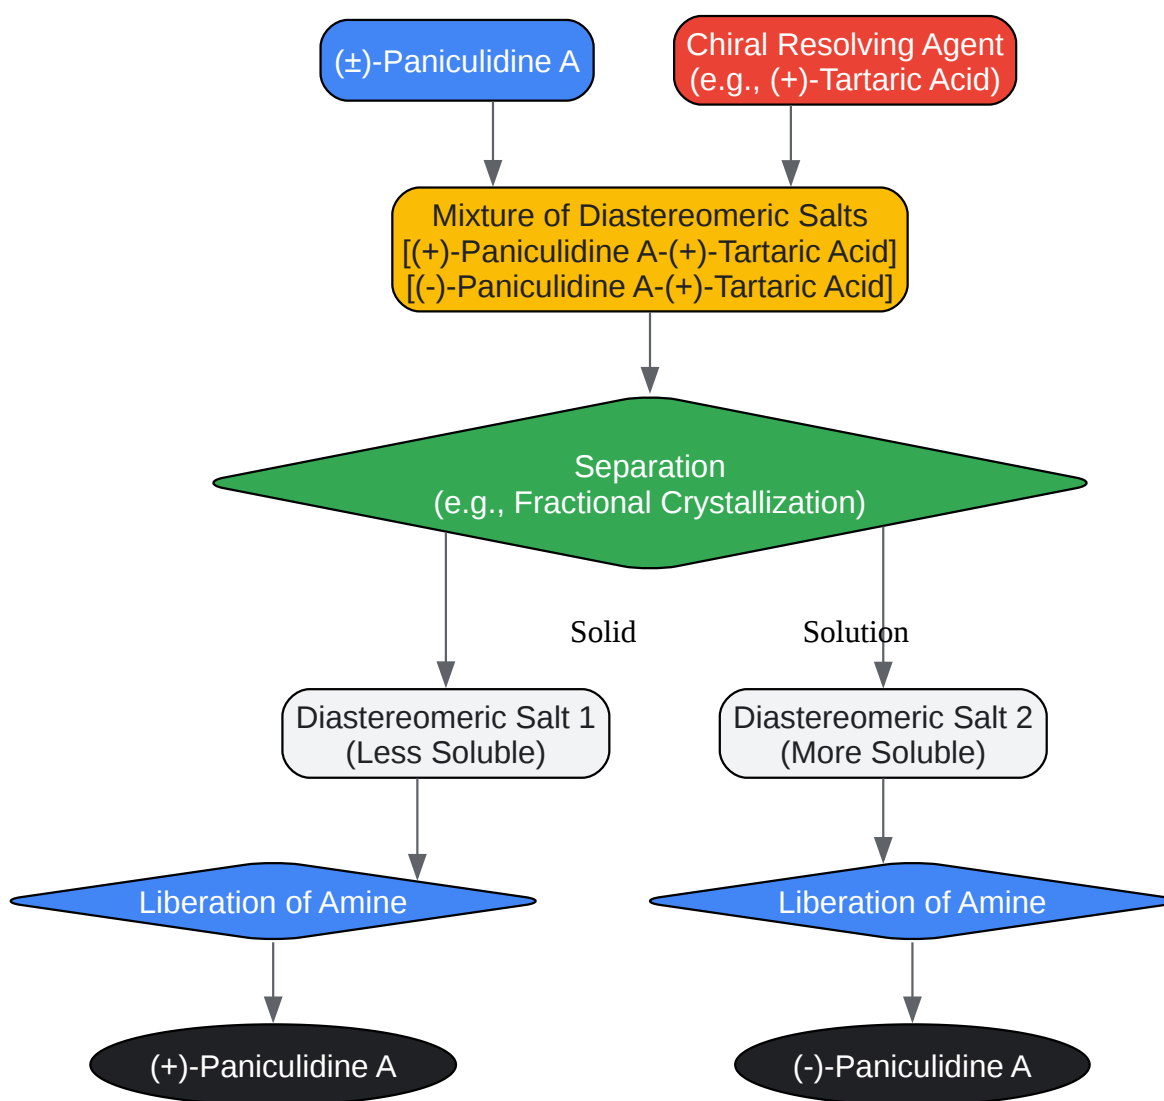 (±)-Paniculidine A
Chiral Resolving Agent
(e.g., (+)-Tartaric Acid)
Mixture of Diastereomeric Salts
[(+)-Paniculidine A-(+)-Tartaric Acid]
[(-)-Paniculidine A-(+)-Tartaric Acid]
Separation
(e.g., Fractional Crystallization)
Solid
Solution
Diastereomeric Salt 1
(Less Soluble)
Diastereomeric Salt 2
(More Soluble)
Liberation of Amine
Liberation of Amine
(+)-Paniculidine A
(-)-Paniculidine A